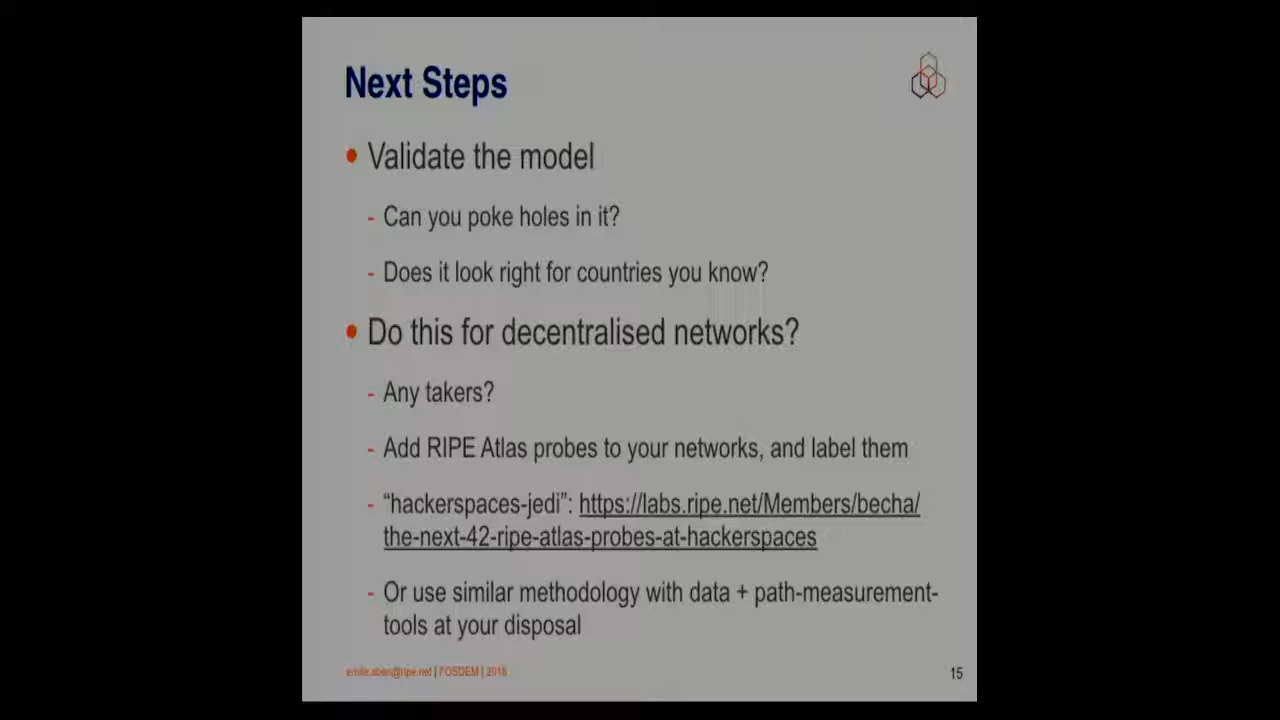 Next Steps
• Validate the model
- Can you poke holes in it?
- Does it look right for countries you know?
• Do this for decentralised networks?
- Any takers?
- Add RIPE Atlas probes to your networks, and label them
- “hackerspaces-jedi”: https://labs.ripe.net/Members/becha/
the-next-42-ripe-atlas-probes-at-hackerspaces
- Or use similar methodology with data + path-measurement-
tools at your disposal
emile.aben@ripe.net | FOSDEM | 2018
15